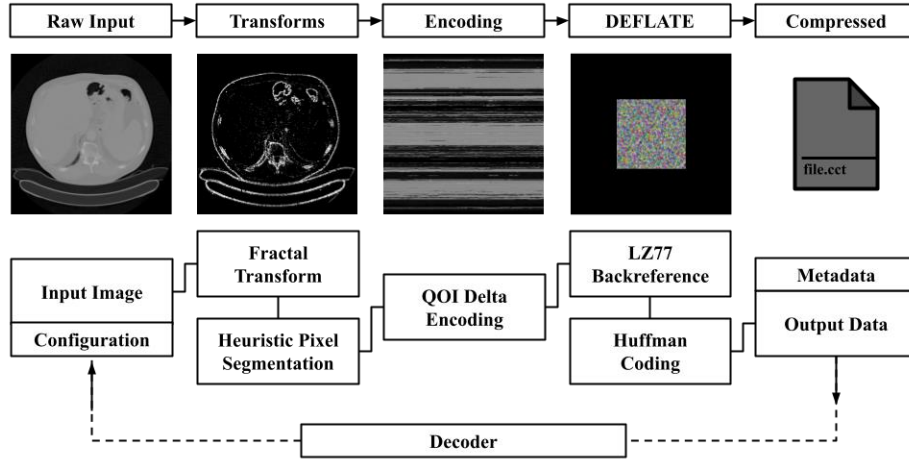 Raw Input
Transforms
Encoding
DEFLATE
Compressed
file.cct
Fractal
Transform
LZ77
Backreference
Input Image
QOI Delta
Encoding
Metadata
Configuration
Heuristic Pixel
Segmentation
Huffman
Coding
Output Data
Decoder